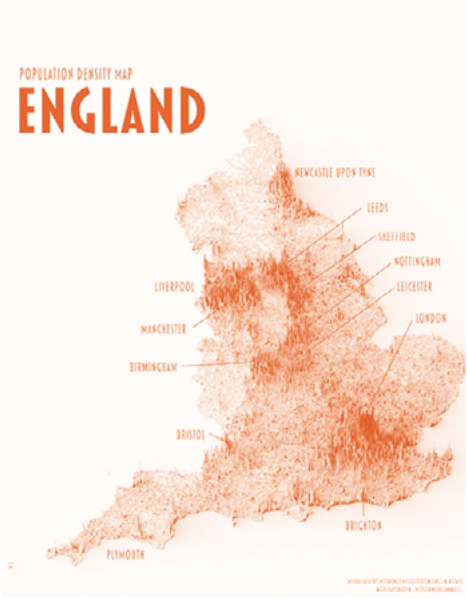 POPULATION DENSITY MAP
ENGLAND
NEWCASTLE UPON TYNE
LEEDS
SHEFFIELD
NOTTINGHAM
LIVERPOOL
LEICESTER
LONDON
MANCHESTER
BIRMINGHAM
BRISTOL
BRIGHTON
PLYMOUTH